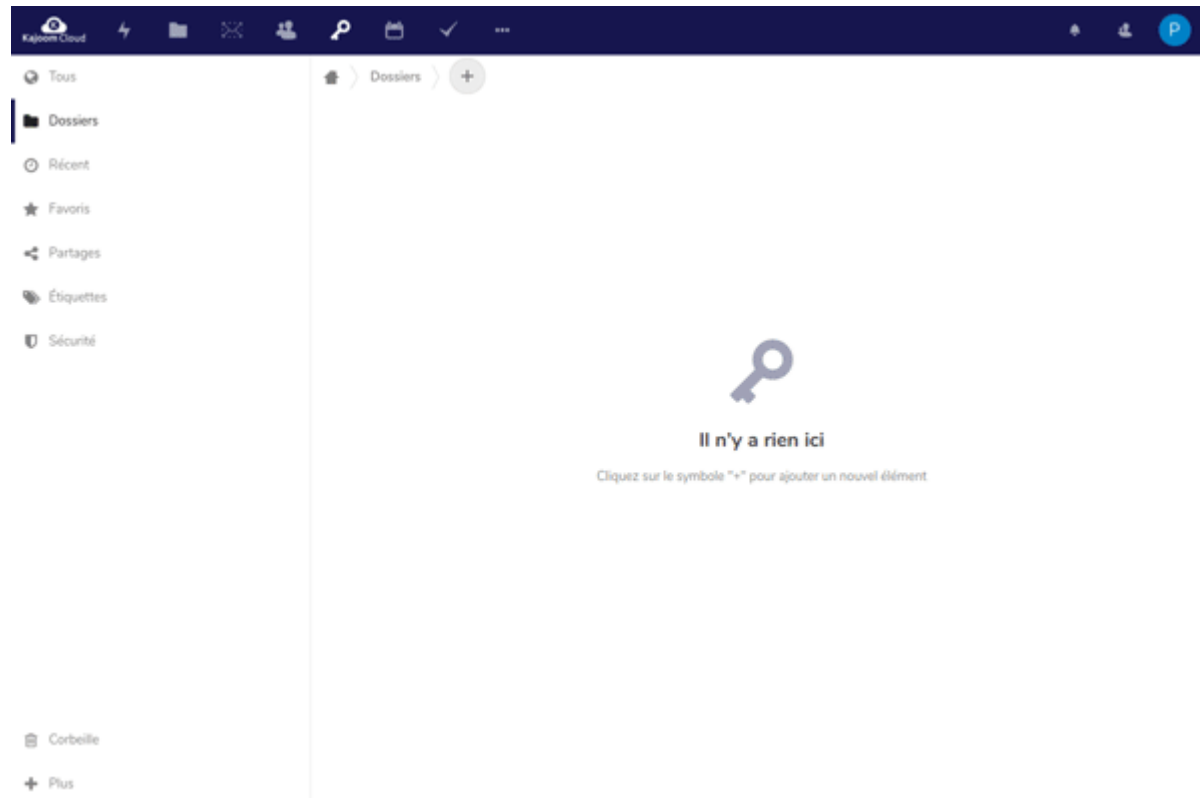 Kajoom Cloud
P
Tous
Dossiers
Récent
Favoris
Partages
Étiquettes
Sécurité
Corbeille
Plus
Dossiers
+
Il n'y a rien ici
Cliquez sur le symbole "+" pour ajouter un nouvel élément